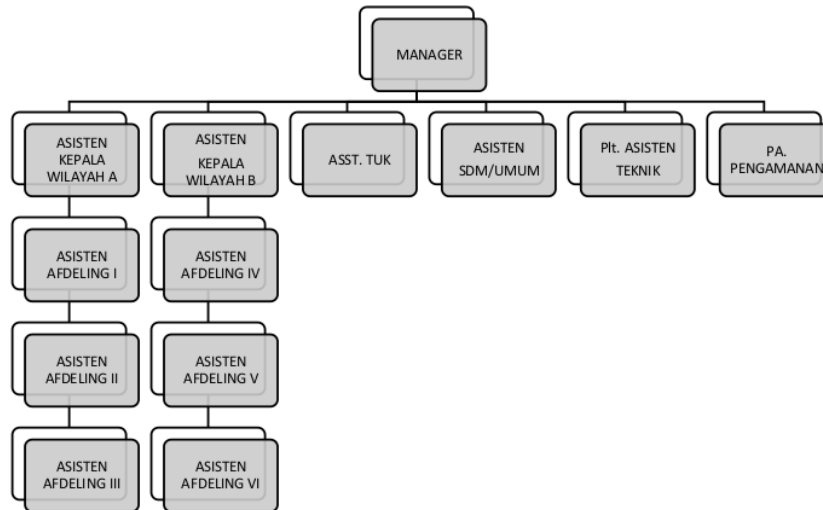 MANAGER
ASISTEN
KEPALA
WILAYAH A
ASISTEN
KEPALA
WILAYAH B
ASST. TUK
ASISTEN
SDM/UMUM
Plt. ASISTEN
TEKNIK
PA.
PENGAMANAN
ASISTEN
AFDELING I
ASISTEN
AFDELING IV
ASISTEN
AFDELING II
ASISTEN
AFDELING V
ASISTEN
AFDELING III
ASISTEN
AFDELING VI